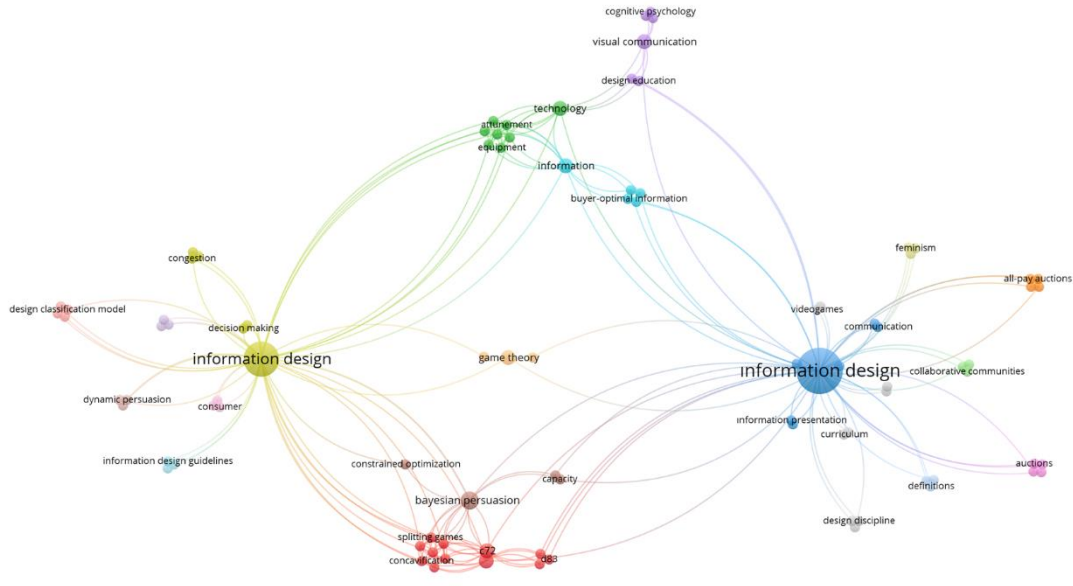 cognitive psychology
visual communication
design education
technology
attunement
equipment
information
buyer-optimal information
congestion
feminism
all-pay auctions
design classification model
videogames
decision making
communication
information design
game theory
information design
collaborative communities
dynamic persuasion
consumer
information presentation
curriculum
information design guidelines
constrained optimization
capacity
auctions
definitions
bayesian persuasion
design discipline
splitting games
c72
concavification
d83